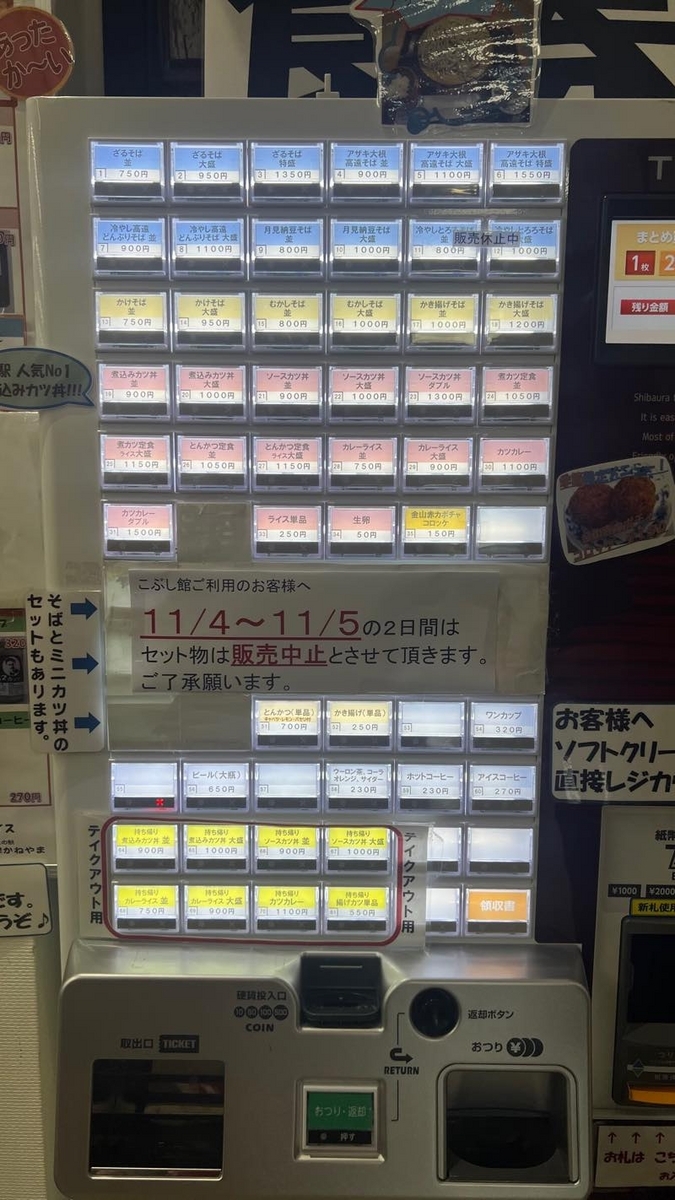 あった
か〜い
ざるそば
並
1 750円
ざるそば
大盛
2 950円
ざるそば
特盛
3 1350円
アザキ大根
高遠そば 並
4 900円
アザキ大根
高遠そば 大盛
5 1100円
アザキ大根
高遠そば 特盛
6 1550円
冷やし高遠
どんぶりそば 並
7 900円
冷やし高遠
どんぶりそば 大盛
8 1100円
月見納豆そば
並
9 800円
月見納豆そば
大盛
10 1000円
冷やしとろろそば
11 800円
販売休止中
1000円
かけそば
並
13 750円
かけそば
大盛
14 950円
むかしそば
並
15 800円
むかしそば
大盛
16 1000円
かき揚げそば
並
17 1000円
かき揚げそば
大盛
18 1200円
煮込みカツ丼
並
19 900円
煮込みカツ丼
大盛
20 1000円
ソースカツ丼
並
21 900円
ソースカツ丼
大盛
22 1000円
ソースカツ丼
ダブル
23 1300円
煮カツ定食
並
24 1050円
煮カツ定食
ライス大盛
25 1150円
とんかつ定食
並
26 1050円
とんかつ定食
ライス大盛
27 1150円
カレーライス
並
28 750円
カレーライス
大盛
29 900円
カツカレー
30 1100円
カツカレー
ダブル
31 1500円
ライス単品
33 250円
生卵
34 50円
金山赤カボチャ
コロッケ
35 150円
駅 人気No1
込みカツ丼!!!
こぶし館ご利用のお客様へ
11/4〜11/5の2日間は
セット物は販売中止とさせて頂きます。
ご了承願います。
そばとミニカツ丼の
セットもあります。
とんかつ(単品)
700円
かき揚げ(単品)
52 250円
53
ワンカップ
54 320円
55
ビール(大瓶)
56 650円
57
ウーロン茶、コーラ
オレンジ、サイダー
58 230円
ホットコーヒー
59 230円
アイスコーヒー
60 270円
テイクアウト用
持ち帰り
煮込みカツ丼 並
900円
持ち帰り
煮込みカツ丼 大盛
1000円
持ち帰り
ソースカツ丼 並
900円
持ち帰り
ソースカツ丼 大盛
1000円
持ち帰り
カレーライス 並
750円
持ち帰り
カレーライス 大盛
900円
持ち帰り
カツカレー
1100円
持ち帰り
揚げカツ単品
550円
テイクアウト用
領収書
まとめ
1枚
2
残り金額
Shibaura
It is eas
Most of
お客様へ
ソフトクリー
直接レジカ
270円
硬貨投入口
10 50 100 500
COIN
返却ボタン
取出口 TICKET
おつり ¥
RETURN
おつり・返却
押す
紙幣
¥1000 ¥2000
新札使用
↑ ↑ ↑
お札は こち